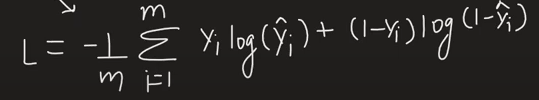 L = -1/m Σ_{i=1}^{m} y_i log(ŷ_i) + (1-y_i) log(1-ŷ_i)